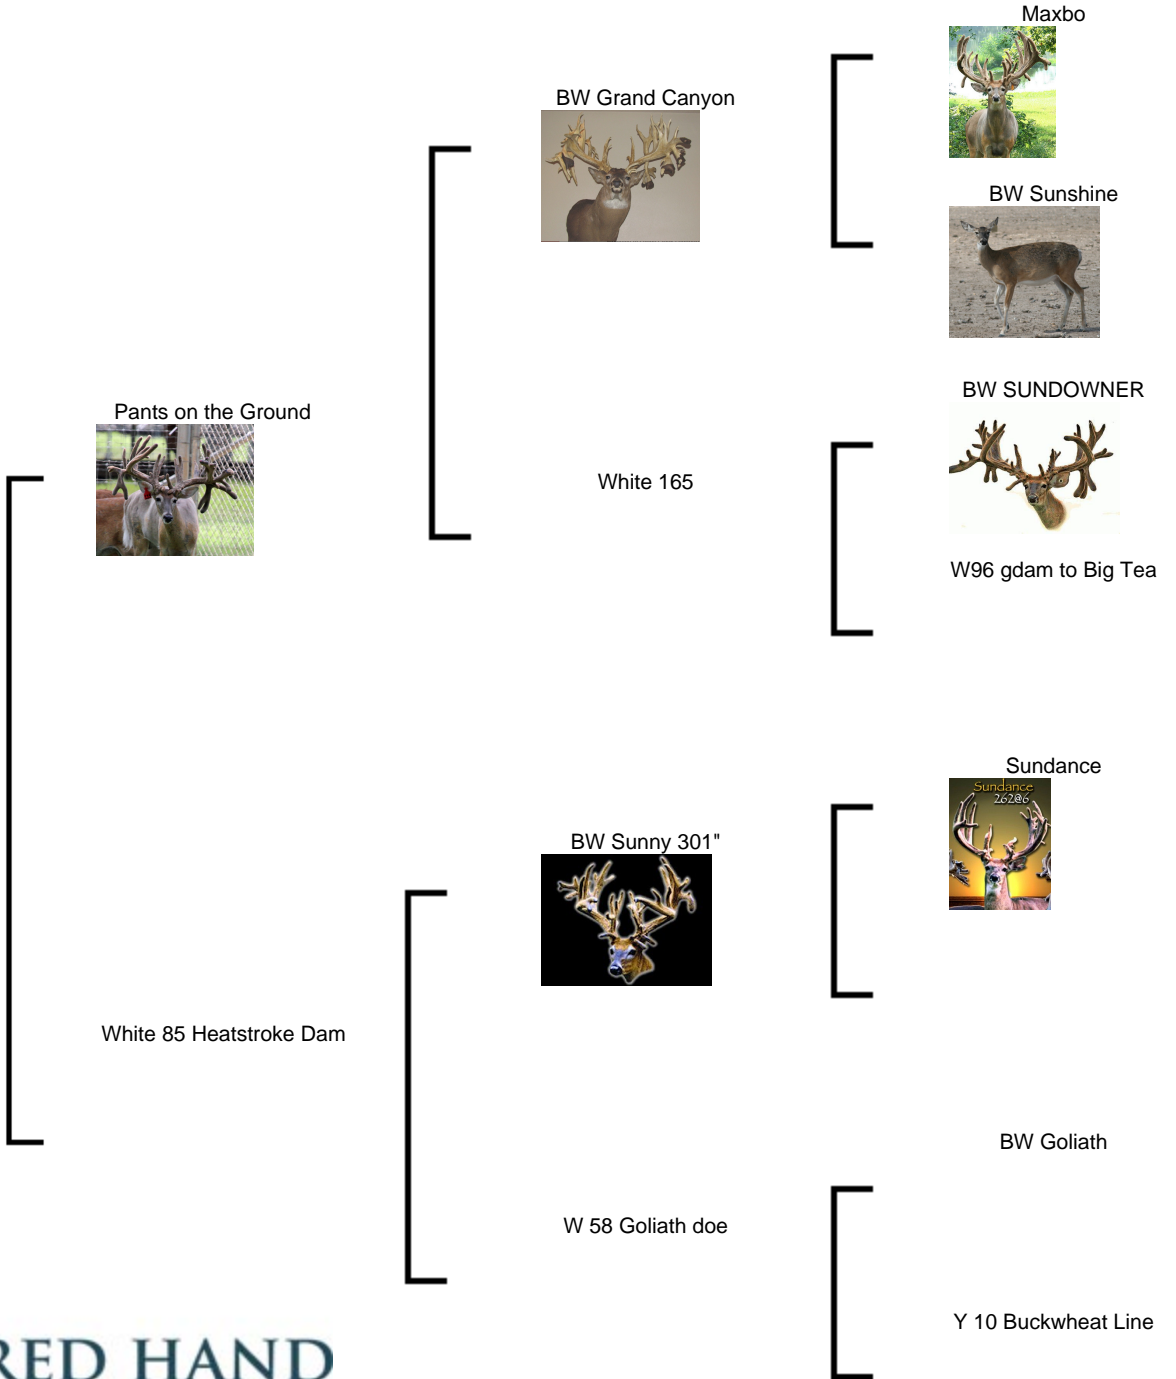 Maxbo
BW Grand Canyon
BW Sunshine
BW SUNDOWNER
Pants on the Ground
White 165
W96 gdam to Big Tea
Sundance
Sundance
262@6
BW Sunny 301"
White 85 Heatstroke Dam
BW Goliath
W 58 Goliath doe
Y 10 Buckwheat Line
RED HAND